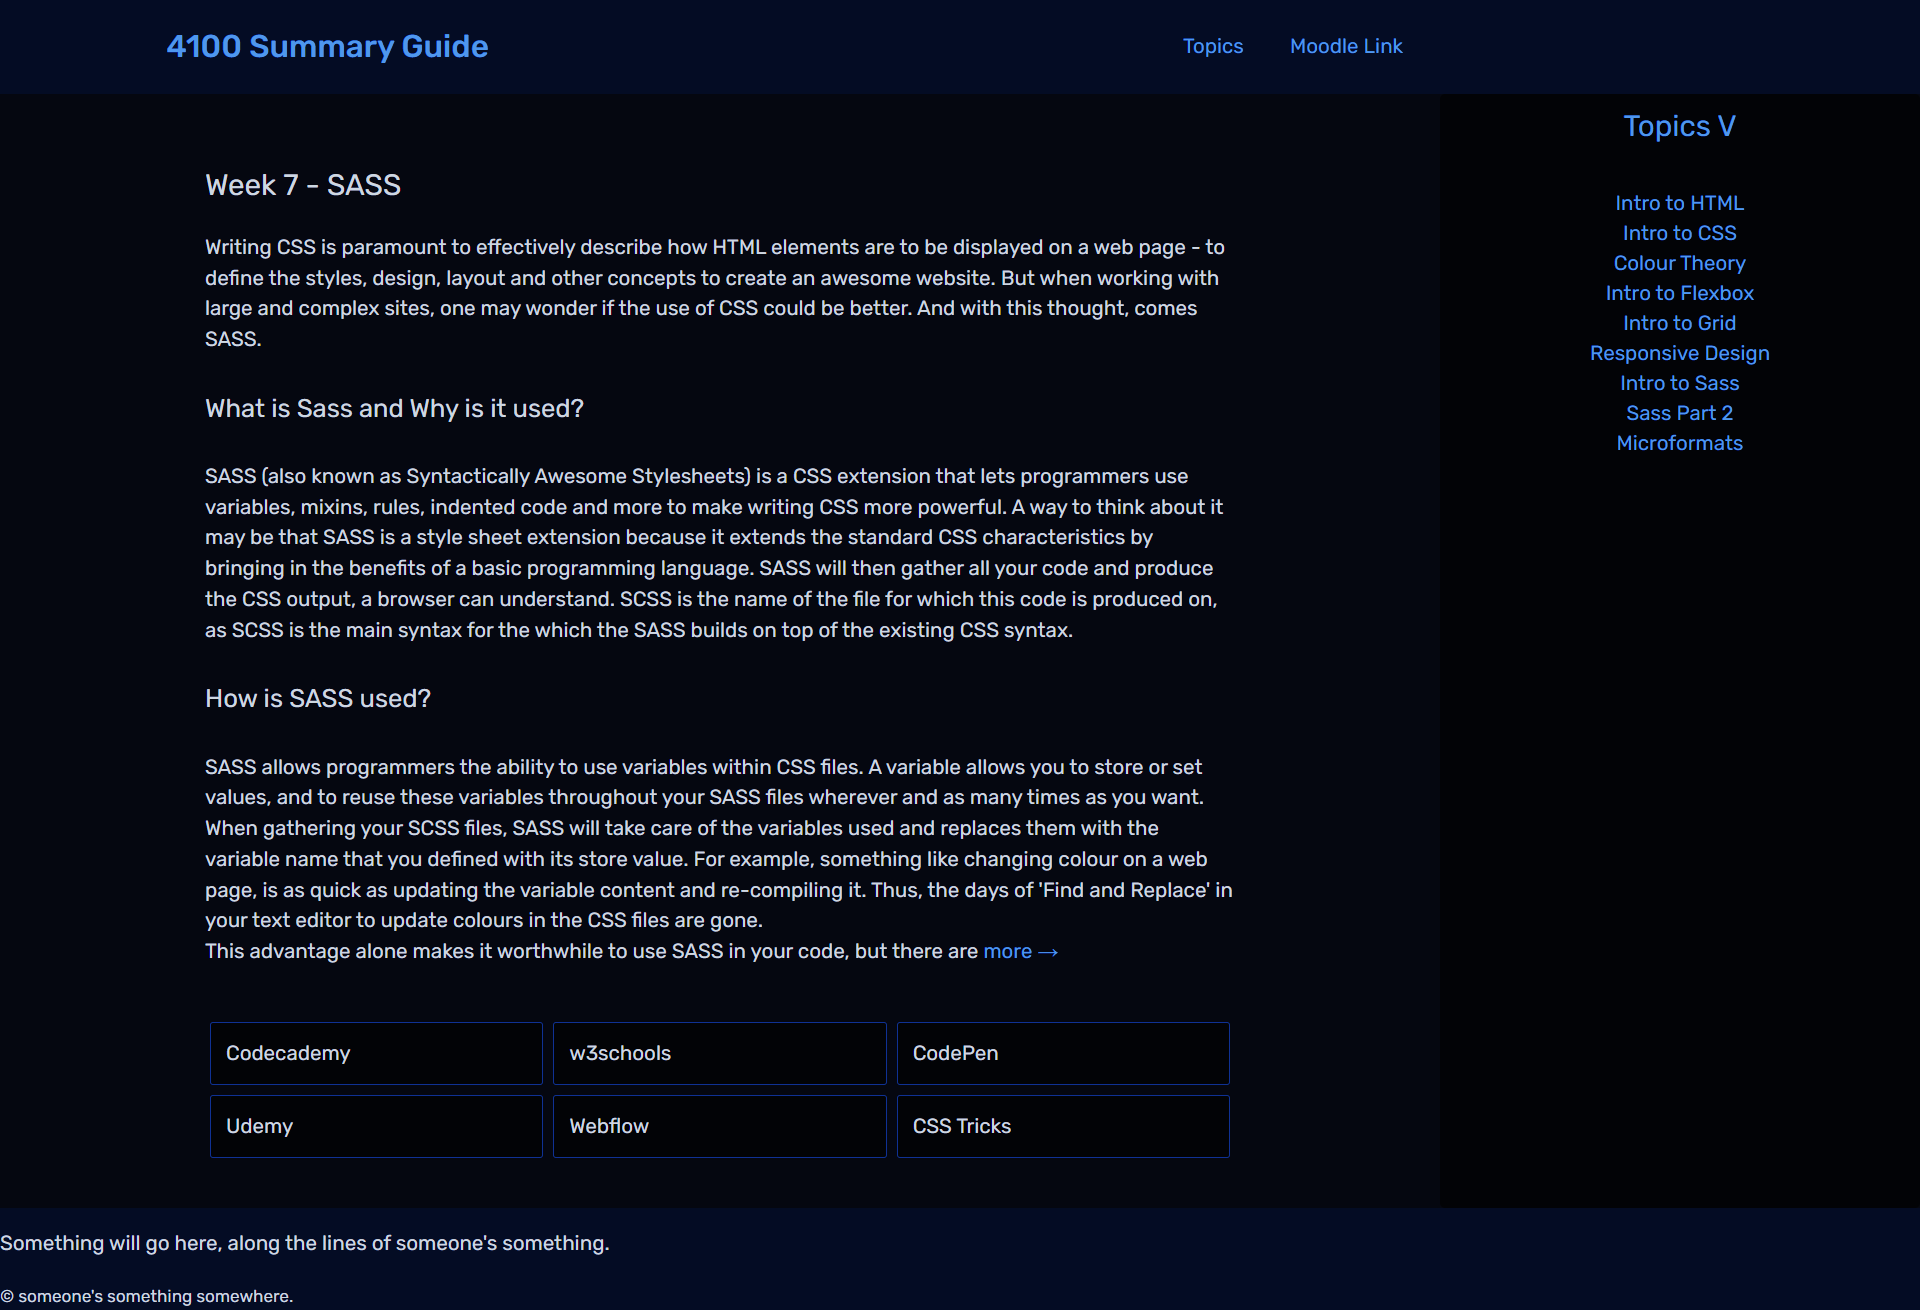 4100 Summary Guide
Topics
Moodle Link
Week 7 - SASS
Writing CSS is paramount to effectively describe how HTML elements are to be displayed on a web page - to
define the styles, design, layout and other concepts to create an awesome website. But when working with
large and complex sites, one may wonder if the use of CSS could be better. And with this thought, comes
SASS.
What is Sass and Why is it used?
SASS (also known as Syntactically Awesome Stylesheets) is a CSS extension that lets programmers use
variables, mixins, rules, indented code and more to make writing CSS more powerful. A way to think about it
may be that SASS is a style sheet extension because it extends the standard CSS characteristics by
bringing in the benefits of a basic programming language. SASS will then gather all your code and produce
the CSS output, a browser can understand. SCSS is the name of the file for which this code is produced on,
as SCSS is the main syntax for the which the SASS builds on top of the existing CSS syntax.
How is SASS used?
SASS allows programmers the ability to use variables within CSS files. A variable allows you to store or set
values, and to reuse these variables throughout your SASS files wherever and as many times as you want.
When gathering your SCSS files, SASS will take care of the variables used and replaces them with the
variable name that you defined with its store value. For example, something like changing colour on a web
page, is as quick as updating the variable content and re-compiling it. Thus, the days of 'Find and Replace' in
your text editor to update colours in the CSS files are gone.
This advantage alone makes it worthwhile to use SASS in your code, but there are more →
Codecademy
w3schools
CodePen
Udemy
Webflow
CSS Tricks
Topics V
Intro to HTML
Intro to CSS
Colour Theory
Intro to Flexbox
Intro to Grid
Responsive Design
Intro to Sass
Sass Part 2
Microformats
Something will go here, along the lines of someone's something.
© someone's something somewhere.